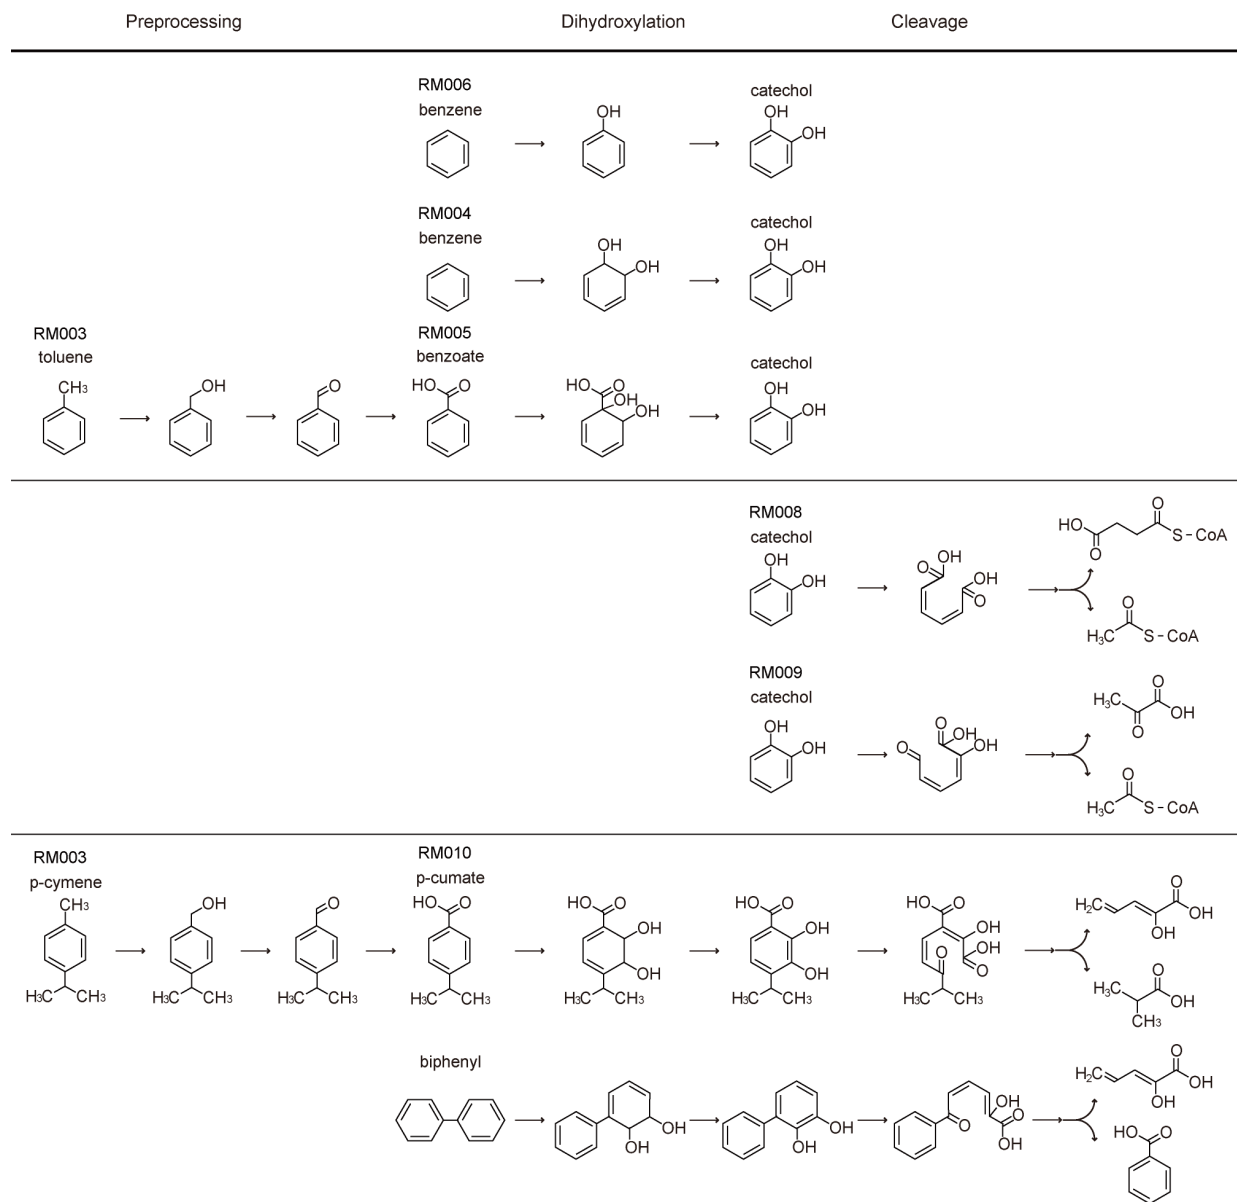 Preprocessing Dihydroxylation Cleavage
RM006
benzene
catechol
OH
OH
OH
RM004
benzene
catechol
OH
OH
OH
OH
RM003
toluene
RM005
benzoate
catechol
CH3
OH
O
HO O
HO O
OH
OH
OH
OH
RM008
catechol
OH
OH
O OH
OH
O
HO
O
O
S-CoA
O
H3C S-CoA
RM009
catechol
OH
OH
O
O
OH
OH
H3C
O
O
OH
O
H3C S-CoA
RM003
p-cymene
RM010
p-cumate
CH3
H3C CH3
OH
H3C CH3
O
H3C CH3
HO O
H3C CH3
HO O
OH
OH
H3C CH3
HO O
OH
OH
H3C CH3
HO O
OH
OH
O
O
H3C CH3
H2C
O
OH
OH
H3C
O
OH
CH3
biphenyl
OH
OH
OH
OH
O
OH
O
OH
H2C
O
OH
OH
HO O